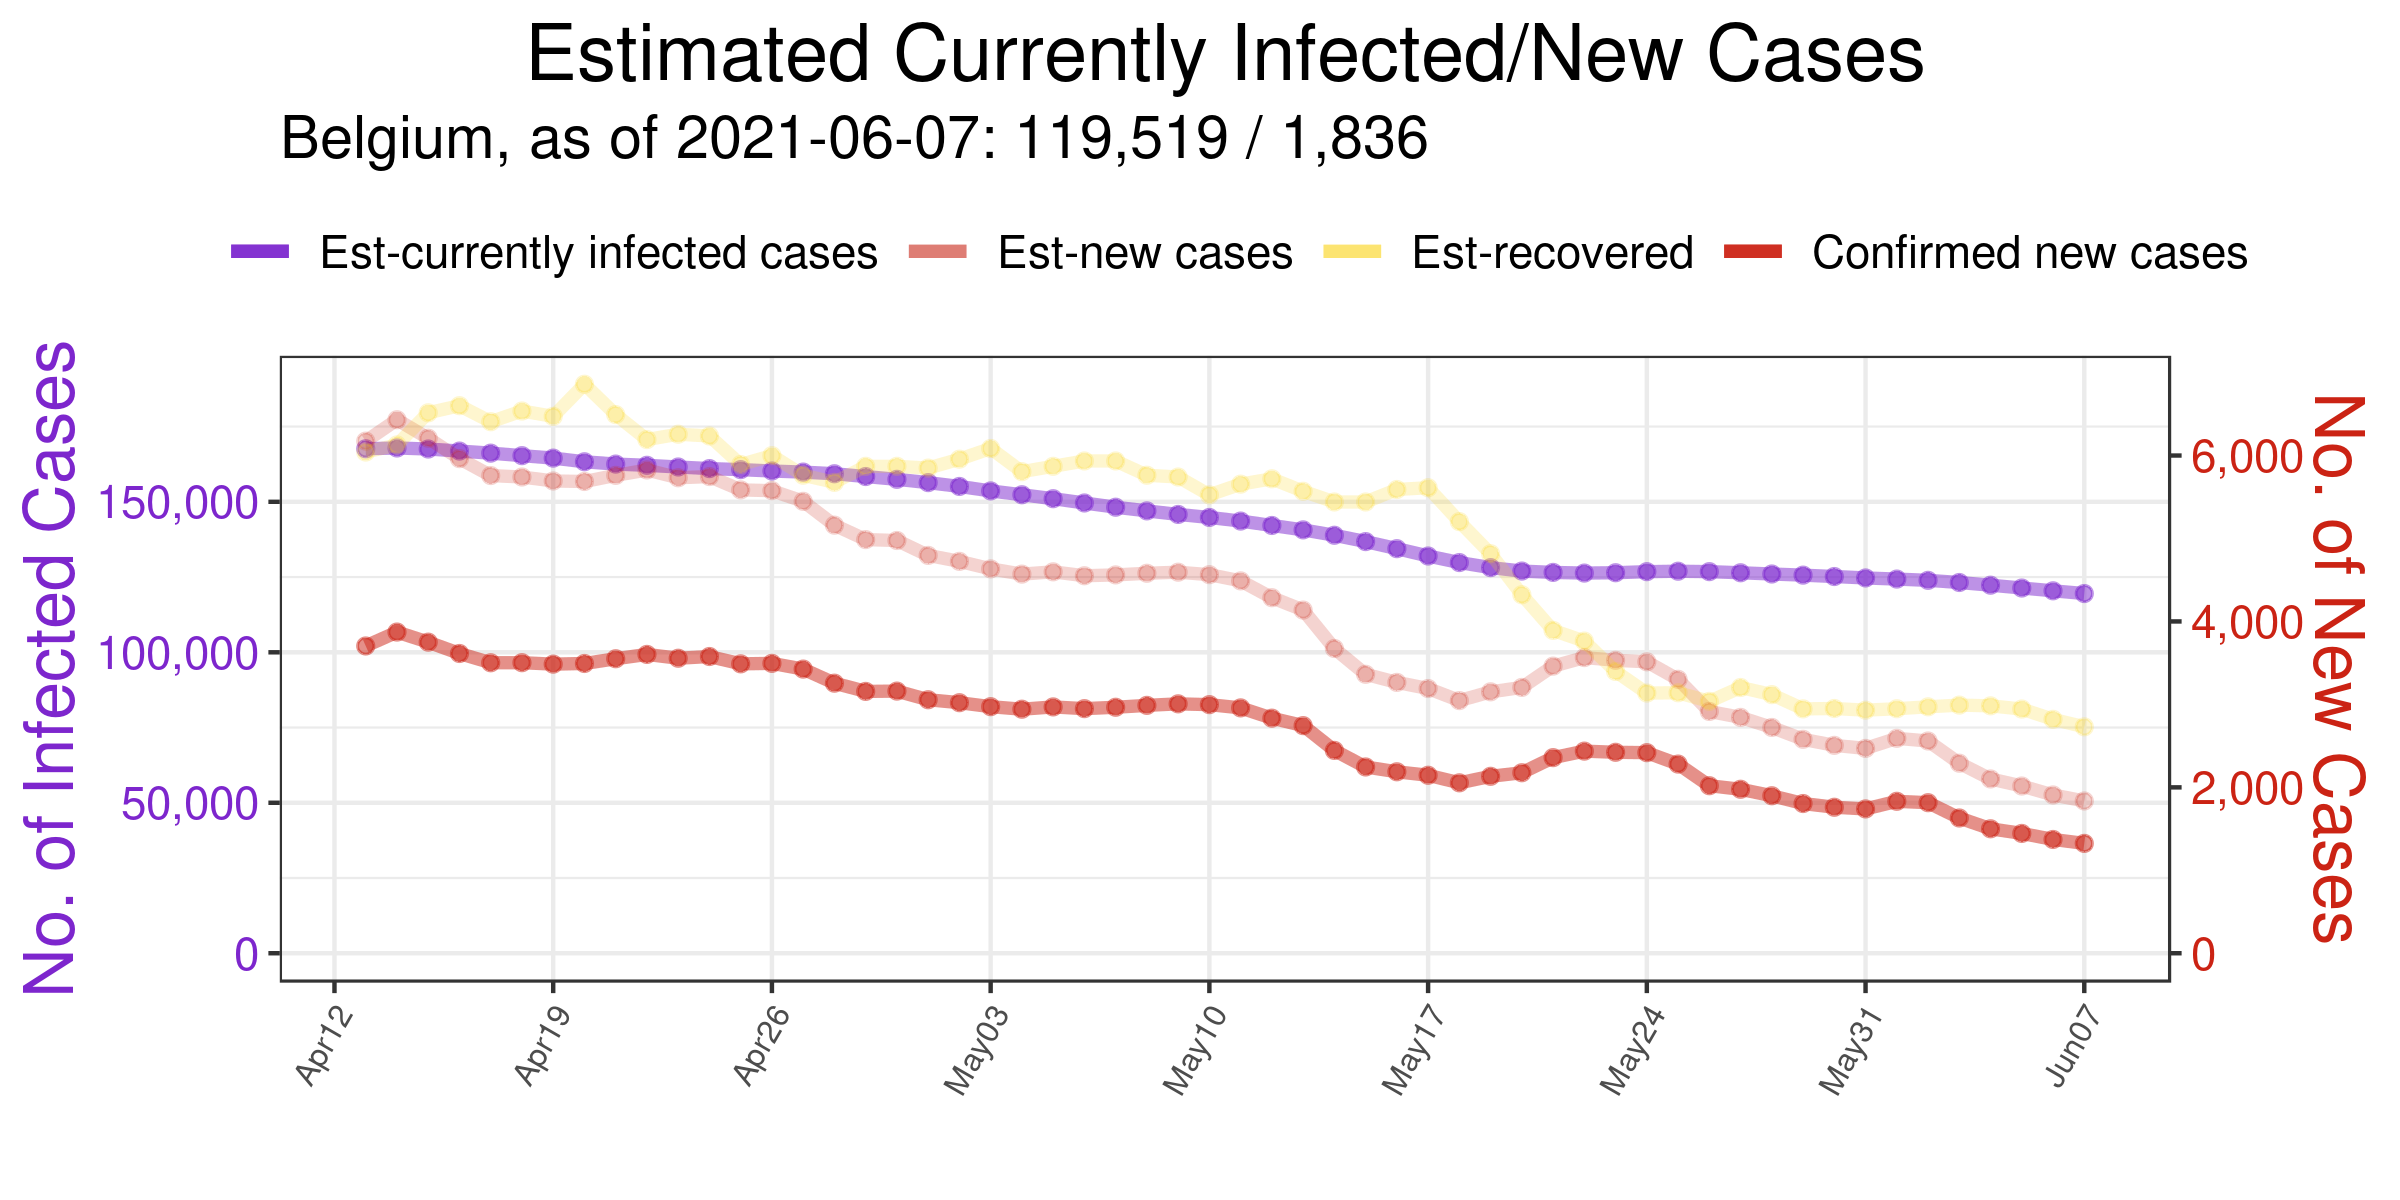 Estimated Currently Infected/New Cases
Belgium, as of 2021-06-07: 119,519 / 1,836
Est-currently infected cases Est-new cases Est-recovered Confirmed new cases
No. of Infected Cases
150,000
100,000
50,000
0
6,000
4,000
2,000
0
No. of New Cases
Apr12 Apr19 Apr26 May03 May10 May17 May24 May31 Jun07